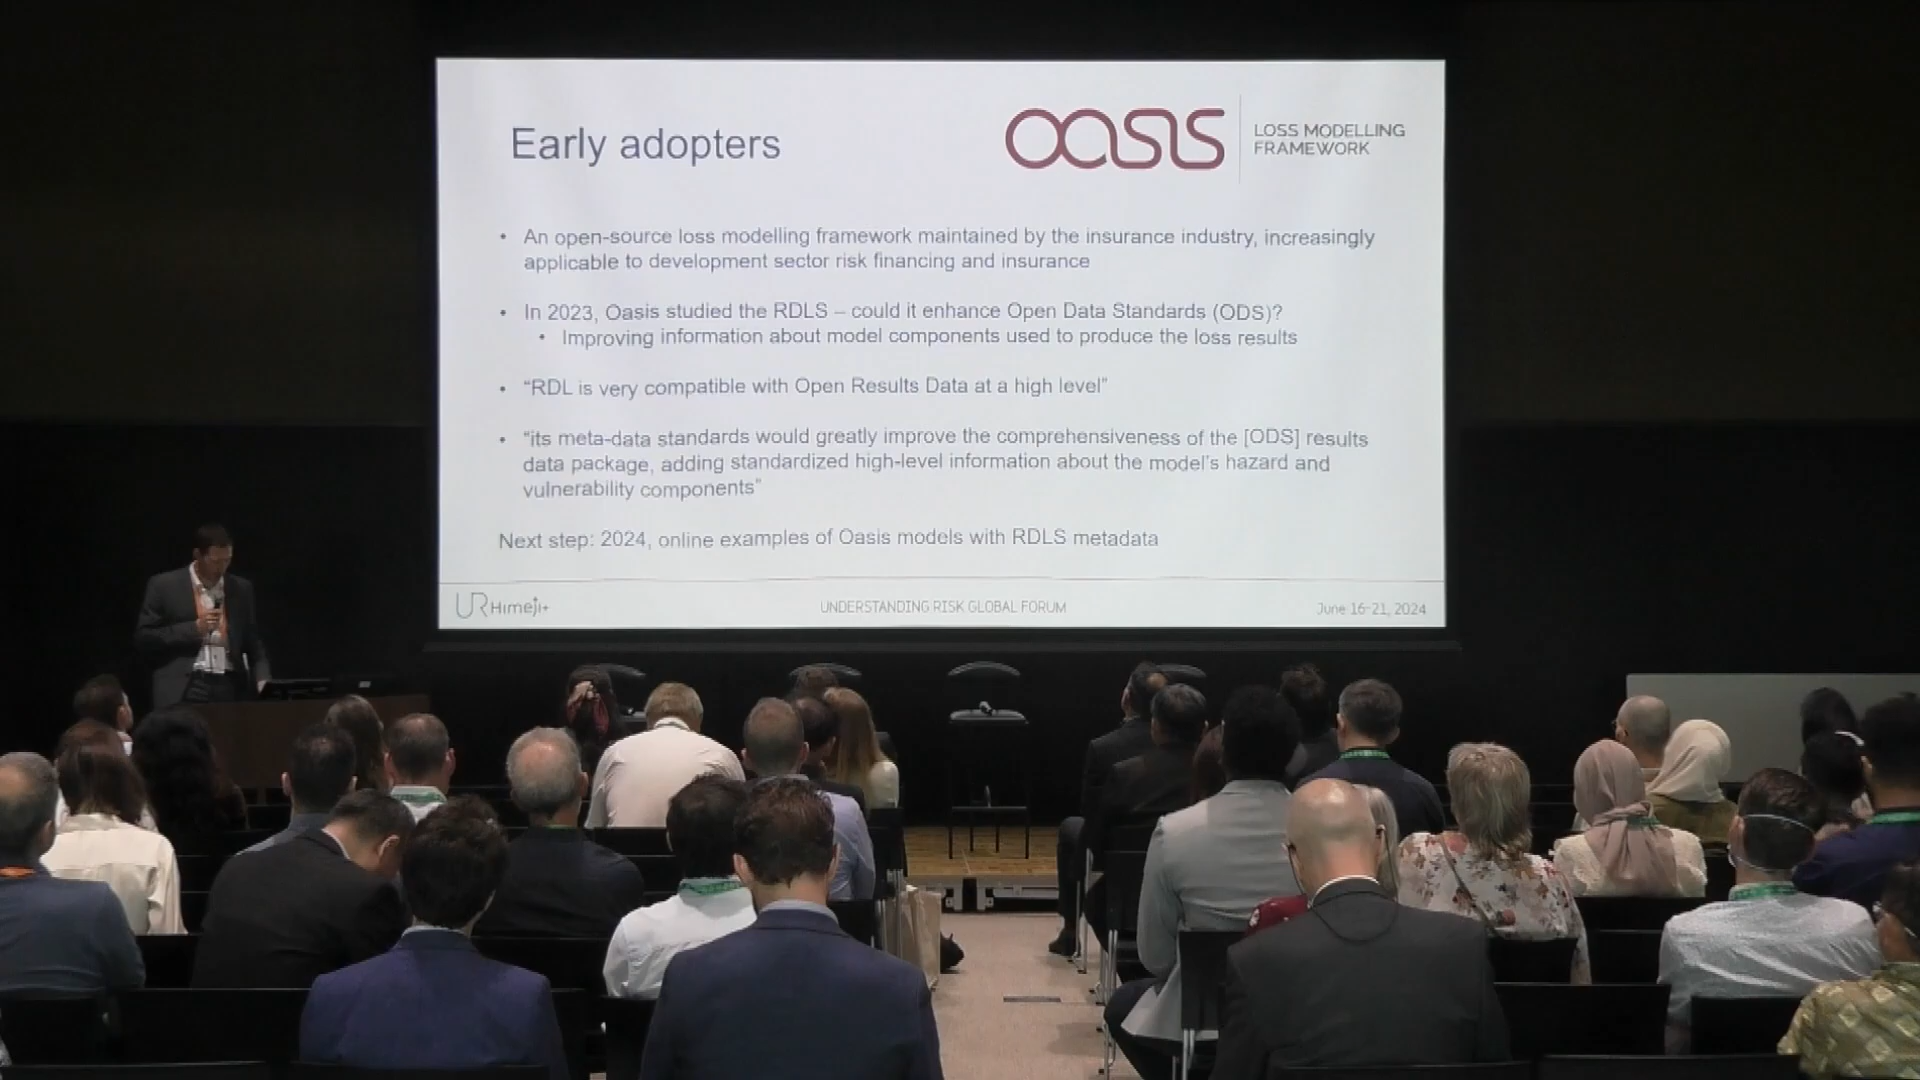 Early adopters
OASIS
LOSS MODELLING
FRAMEWORK
• An open-source loss modelling framework maintained by the insurance industry, increasingly
applicable to development sector risk financing and insurance
• In 2023, Oasis studied the RDLS – could it enhance Open Data Standards (ODS)?
• Improving information about model components used to produce the loss results
• “RDL is very compatible with Open Results Data at a high level”
• “its meta-data standards would greatly improve the comprehensiveness of the [ODS] results
data package, adding standardized high-level information about the model’s hazard and
vulnerability components”
Next step: 2024, online examples of Oasis models with RDLS metadata
UR Himeji+
UNDERSTANDING RISK GLOBAL FORUM
June 16-21, 2024